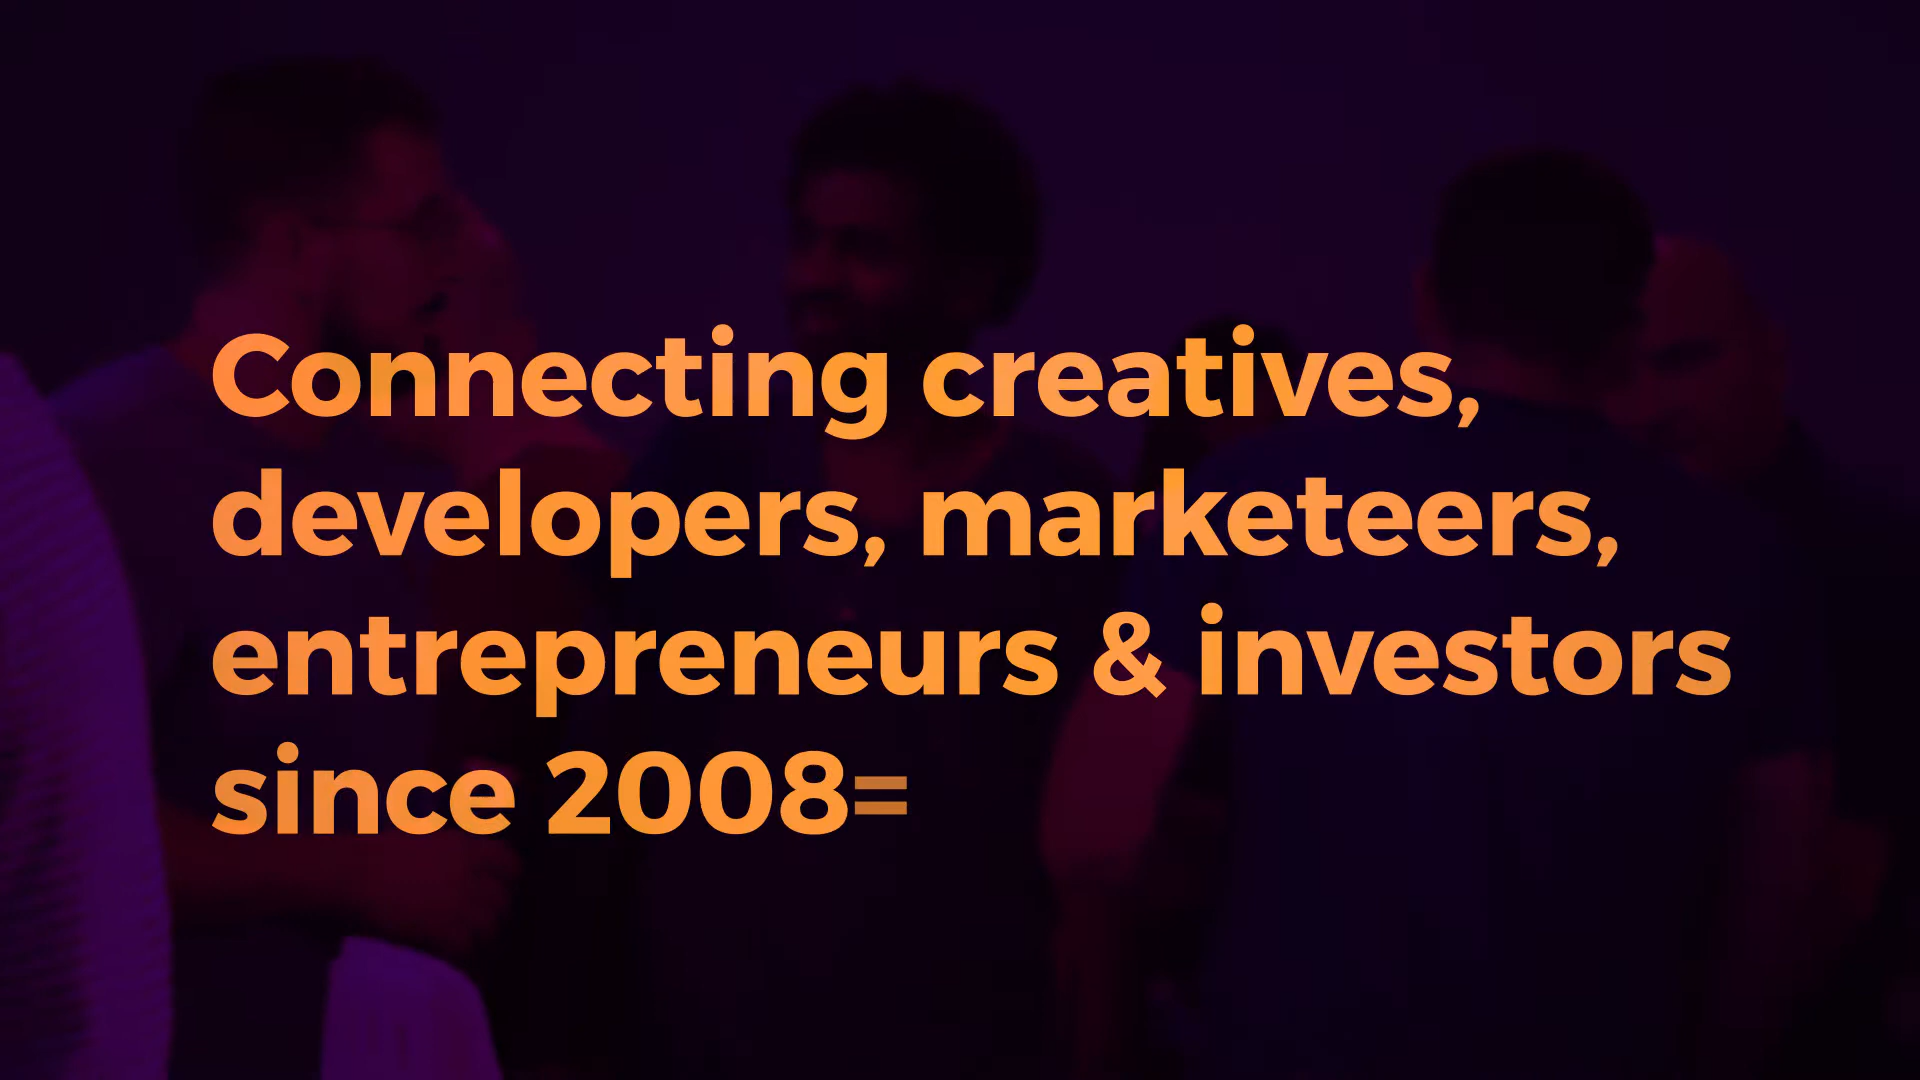 Connecting creatives,
developers, marketeers,
entrepreneurs & investors
since 2008=